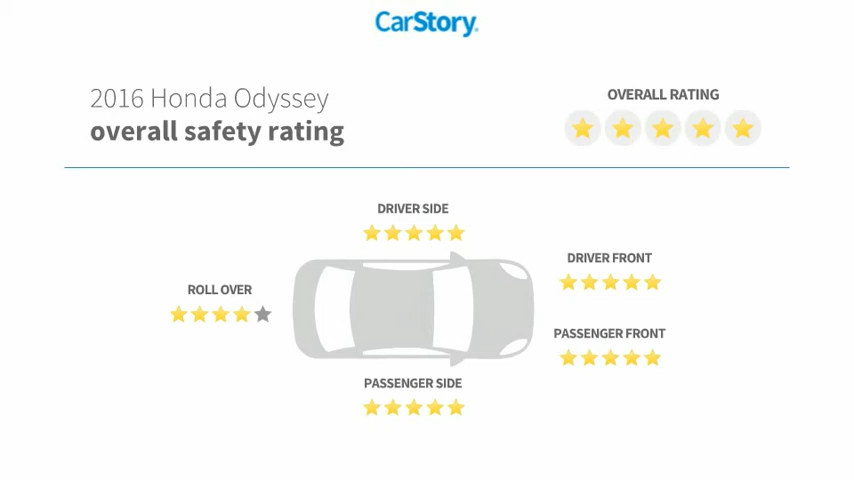 CarStory.
2016 Honda Odyssey
overall safety rating
OVERALL RATING
DRIVER SIDE
DRIVER FRONT
ROLL OVER
PASSENGER FRONT
PASSENGER SIDE